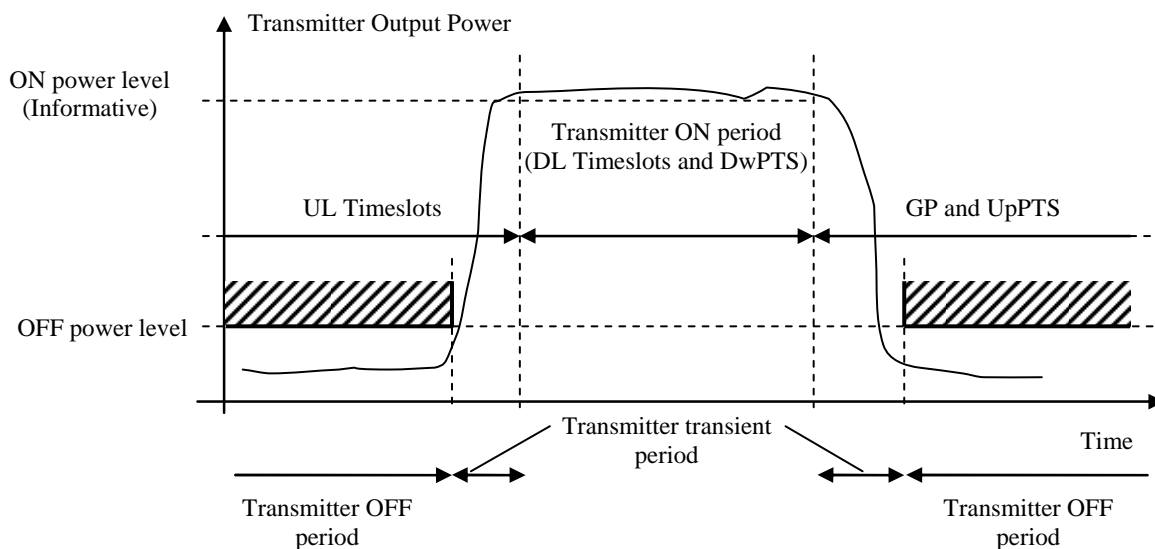 Transmitter Output Power
ON power level
(Informative)
Transmitter ON period
(DL Timeslots and DwPTS)
UL Timeslots
GP and UpPTS
OFF power level
Transmitter transient
period
Time
Transmitter OFF
period
Transmitter OFF
period